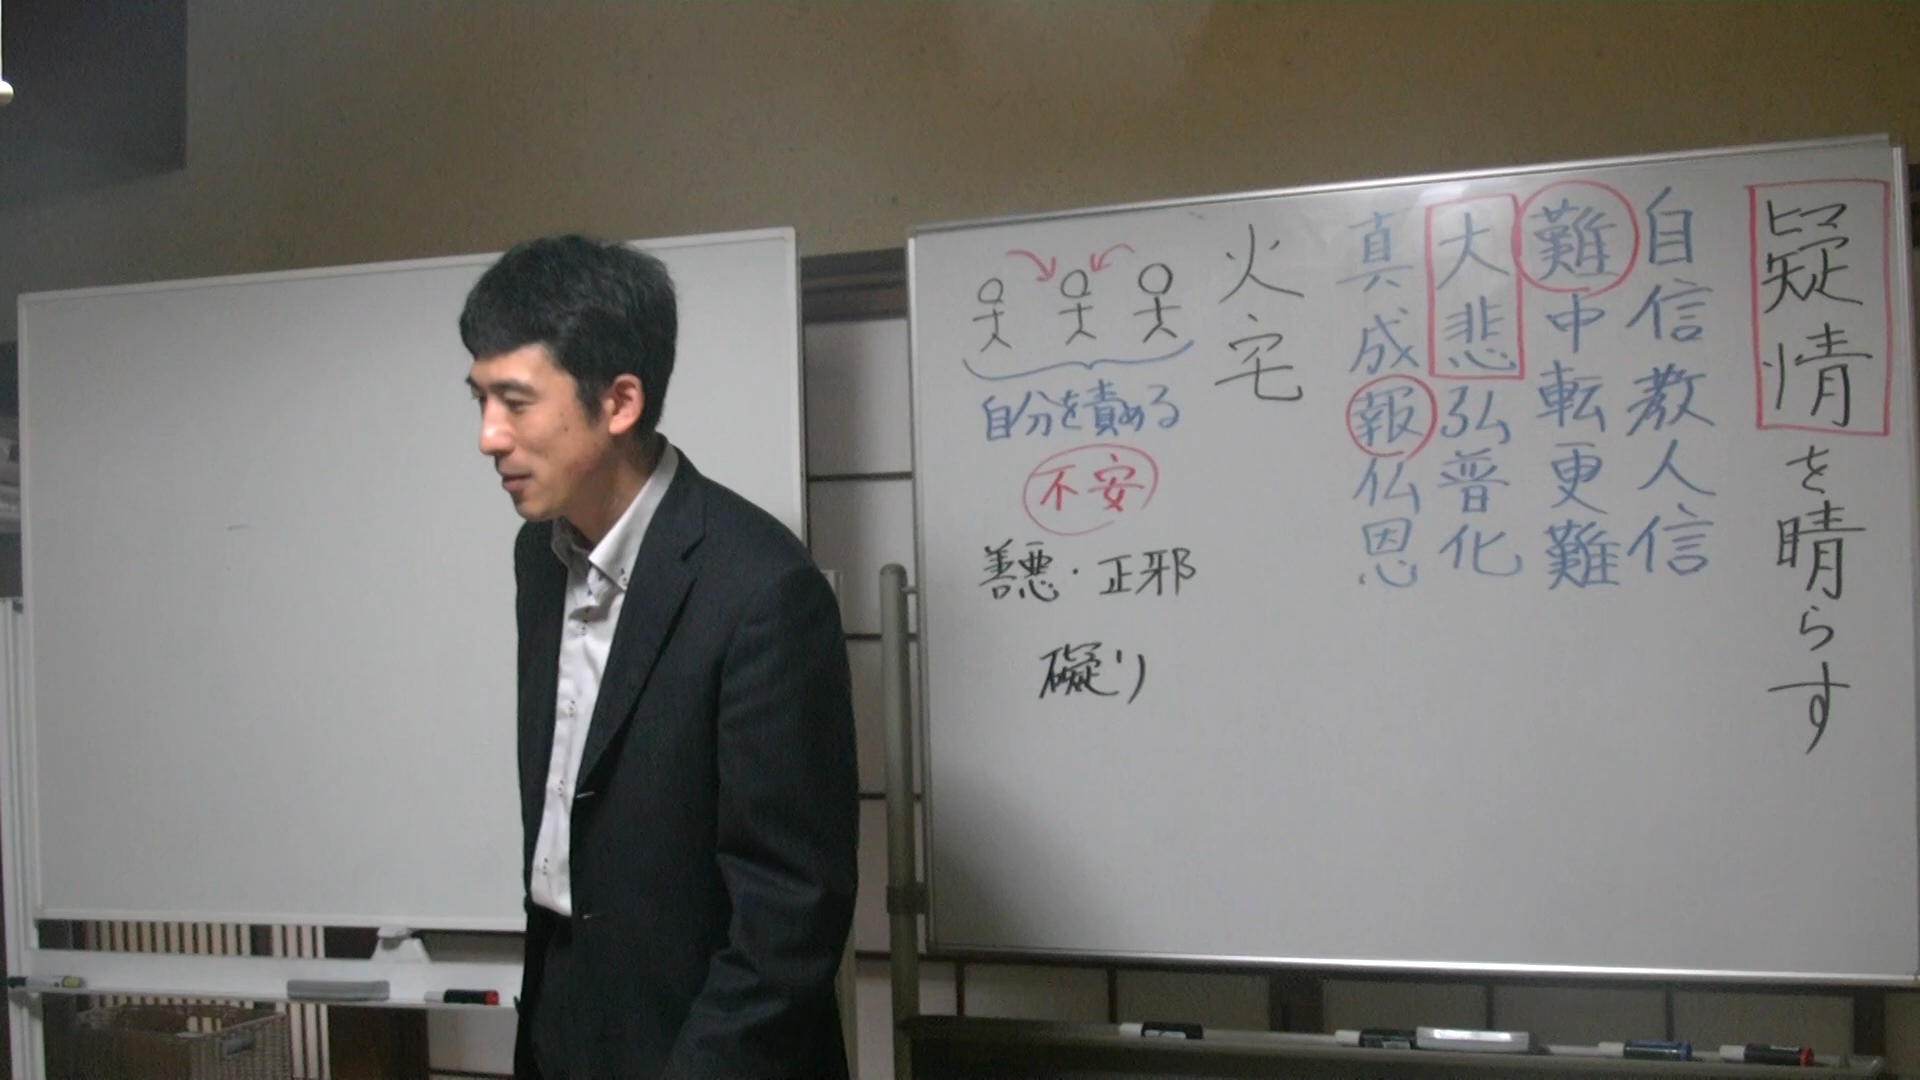 疑情を晴らす
自信教人信
難中転更難
大悲弘普化
真成報仏恩
火宅
自分を責める
不安
善悪・正邪
礙り